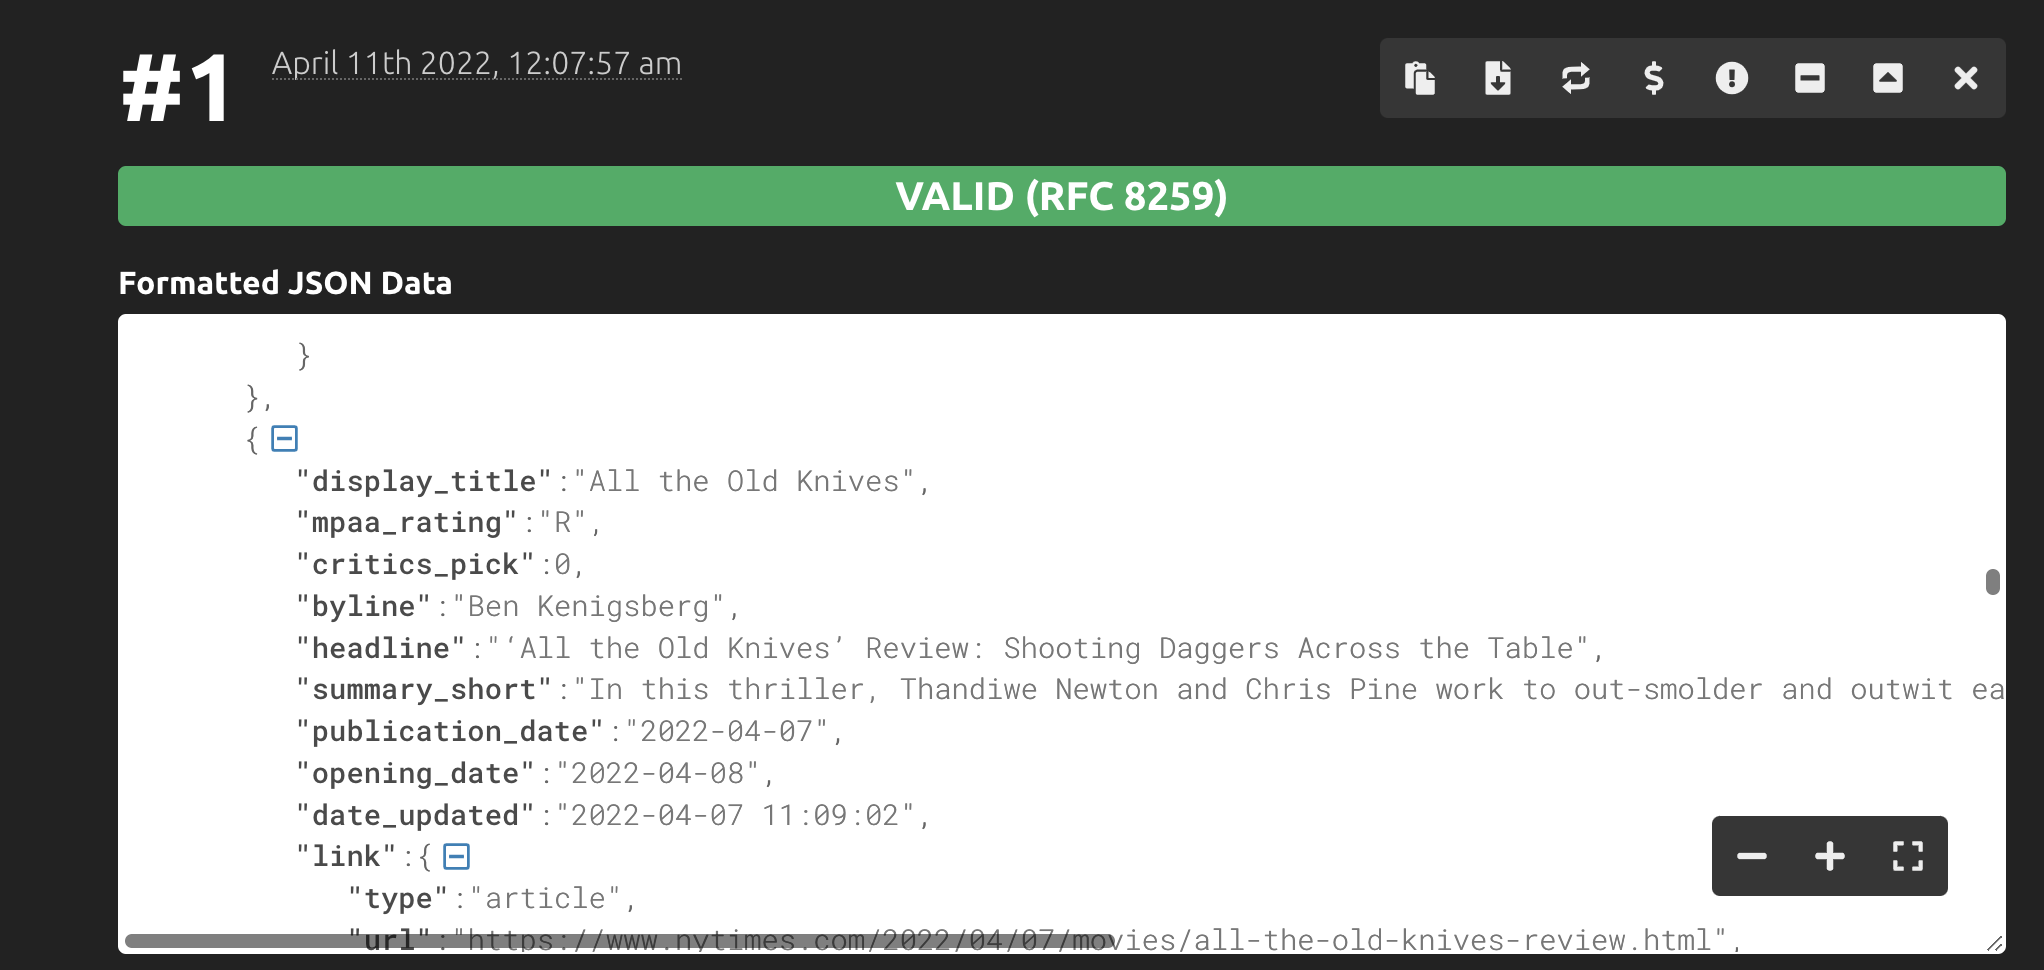 #1
April 11th 2022, 12:07:57 am
VALID (RFC 8259)
Formatted JSON Data
}
},
{
"display_title":"All the Old Knives",
"mpaa_rating":"R",
"critics_pick":0,
"byline":"Ben Kenigsberg",
"headline":"‘All the Old Knives’ Review: Shooting Daggers Across the Table",
"summary_short":"In this thriller, Thandiwe Newton and Chris Pine work to out-smolder and outwit ea
"publication_date":"2022-04-07",
"opening_date":"2022-04-08",
"date_updated":"2022-04-07 11:09:02",
"link":{
"type":"article",
"url":"https://www.nytimes.com/2022/04/07/movies/all-the-old-knives-review.html",